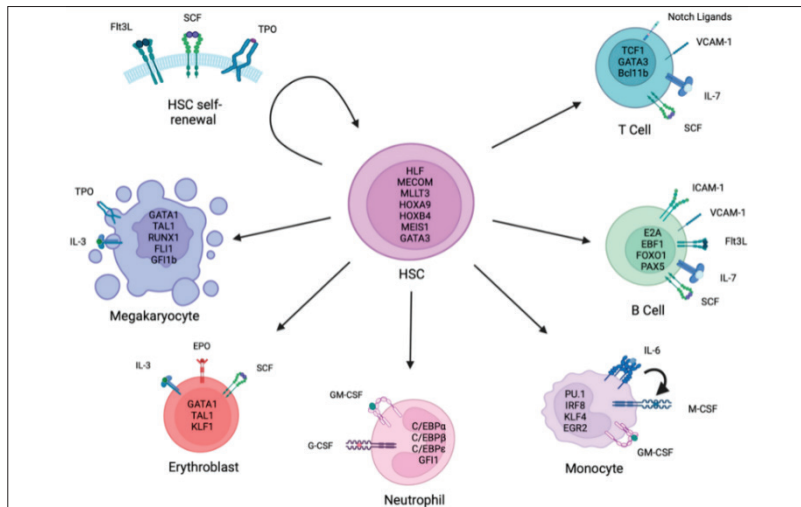 Flt3L
SCF
TPO
HSC self-
renewal
Notch Ligands
VCAM-1
IL-7
SCF
TCF1
GATA3
Bcl11b
T Cell
HLF
MECOM
MLLT3
HOXA9
HOXB4
MEIS1
GATA3
HSC
TPO
IL-3
GATA1
TAL1
RUNX1
FLI1
GFI1b
Megakaryocyte
ICAM-1
VCAM-1
Flt3L
IL-7
SCF
E2A
EBF1
FOXO1
PAX5
B Cell
IL-3
EPO
SCF
GATA1
TAL1
KLF1
Erythroblast
GM-CSF
G-CSF
C/EBPα
C/EBPβ
C/EBPε
GFI1
Neutrophil
IL-6
M-CSF
GM-CSF
PU.1
IRF8
KLF4
EGR2
Monocyte